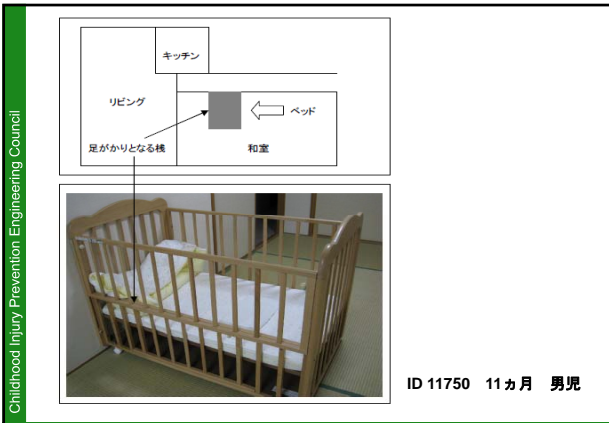 Childhood Injury Prevention Engineering Council
キッチン
リビング
ベッド
足がかりとなる桟
和室
ID 11750 11ヵ月 男児